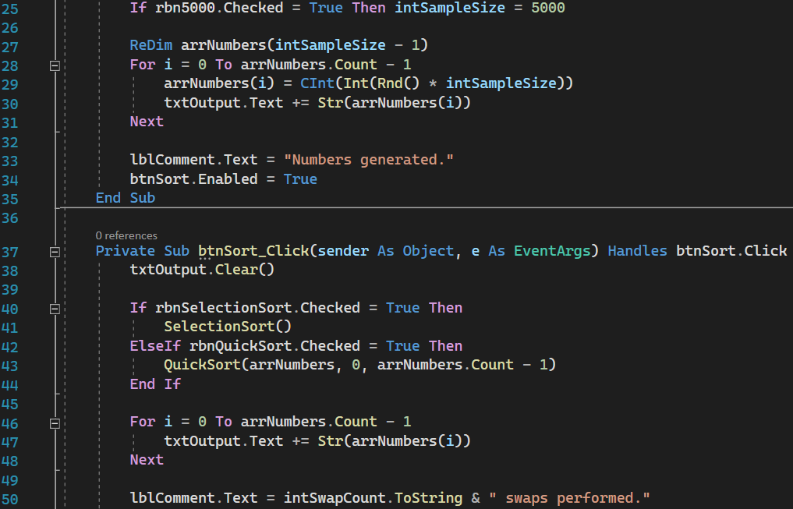 25 If rbn5000.Checked = True Then intSampleSize = 5000
26
27 ReDim arrNumbers(intSampleSize - 1)
28 For i = 0 To arrNumbers.Count - 1
29 arrNumbers(i) = CInt(Int(Rnd() * intSampleSize))
30 txtOutput.Text += Str(arrNumbers(i))
31 Next
32
33 lblComment.Text = "Numbers generated."
34 btnSort.Enabled = True
35 End Sub
36
0 references
37 Private Sub btnSort_Click(sender As Object, e As EventArgs) Handles btnSort.Click
38 txtOutput.Clear()
39
40 If rbnSelectionSort.Checked = True Then
41 SelectionSort()
42 ElseIf rbnQuickSort.Checked = True Then
43 QuickSort(arrNumbers, 0, arrNumbers.Count - 1)
44 End If
45
46 For i = 0 To arrNumbers.Count - 1
47 txtOutput.Text += Str(arrNumbers(i))
48 Next
49
50 lblComment.Text = intSwapCount.ToString & " swaps performed."